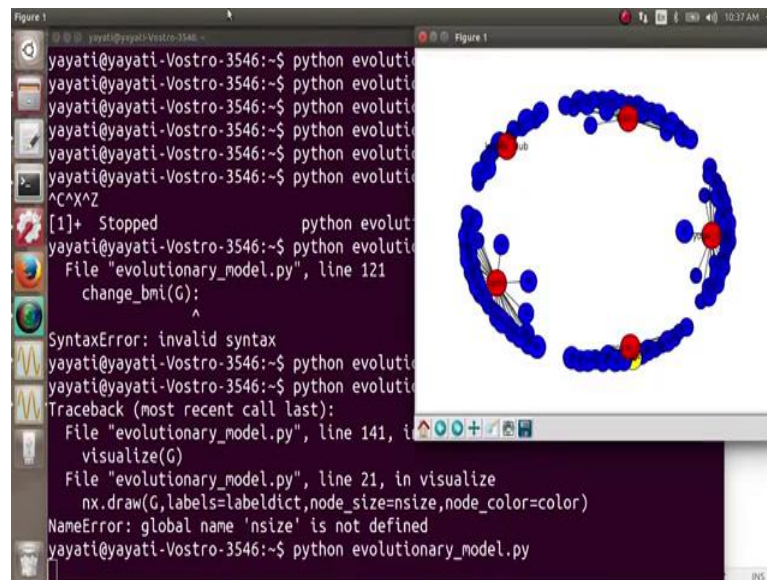 Figure 1
10:37 AM
yayati@yayati-Vostro-3546: ~
Figure 1
yayati@yayati-Vostro-3546:~$ python evolutio
yayati@yayati-Vostro-3546:~$ python evolutio
yayati@yayati-Vostro-3546:~$ python evolutio
yayati@yayati-Vostro-3546:~$ python evolutio
yayati@yayati-Vostro-3546:~$ python evolutio
yayati@yayati-Vostro-3546:~$ python evolutio
^C^X^Z
[1]+ Stopped python evolut
yayati@yayati-Vostro-3546:~$ python evolutio
File "evolutionary_model.py", line 121
change_bmi(G):
^
SyntaxError: invalid syntax
yayati@yayati-Vostro-3546:~$ python evolutio
yayati@yayati-Vostro-3546:~$ python evolutio
Traceback (most recent call last):
File "evolutionary_model.py", line 141, i
visualize(G)
File "evolutionary_model.py", line 21, in visualize
nx.draw(G,labels=labeldict,node_size=nsize,node_color=color)
NameError: global name 'nsize' is not defined
yayati@yayati-Vostro-3546:~$ python evolutionary_model.py
INS